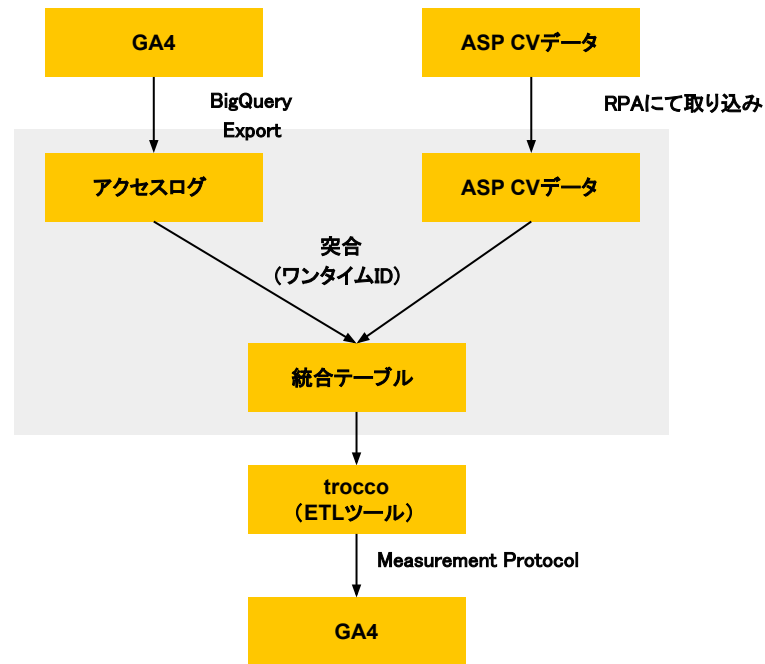 GA4
ASP CVデータ
BigQuery
Export
RPAにて取り込み
アクセスログ
ASP CVデータ
突合
(ワンタイムID)
統合テーブル
trocco
（ETLツール）
Measurement Protocol
GA4